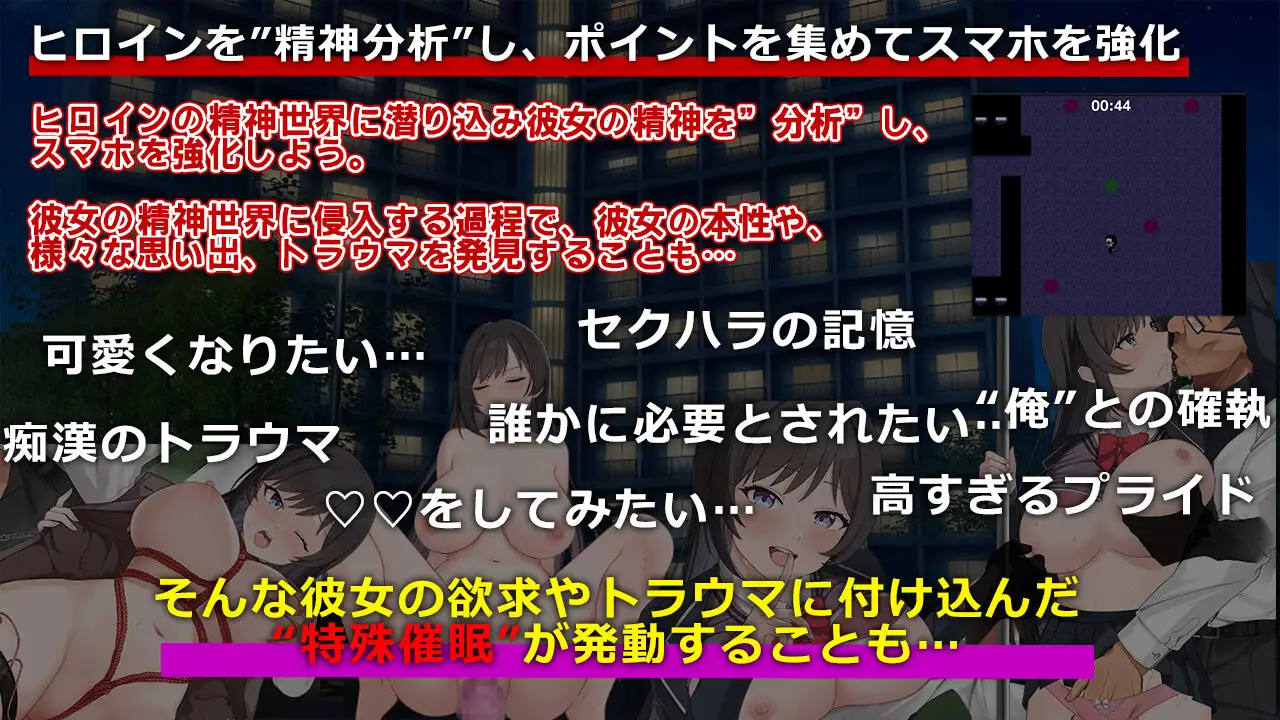 ヒロインを”精神分析”し、ポイントを集めてスマホを強化
ヒロインの精神世界に潜り込み彼女の精神を”分析”し、
スマホを強化しよう。
彼女の精神世界に侵入する過程で、彼女の本性や、
様々な思い出、トラウマを発見することも…
00:44
可愛くなりたい…
セクハラの記憶
誰かに必要とされたい…
“俺”との確執
痴漢のトラウマ
♡♡をしてみたい…
高すぎるプライド
そんな彼女の欲求やトラウマに付け込んだ
“特殊催眠”が発動することも…